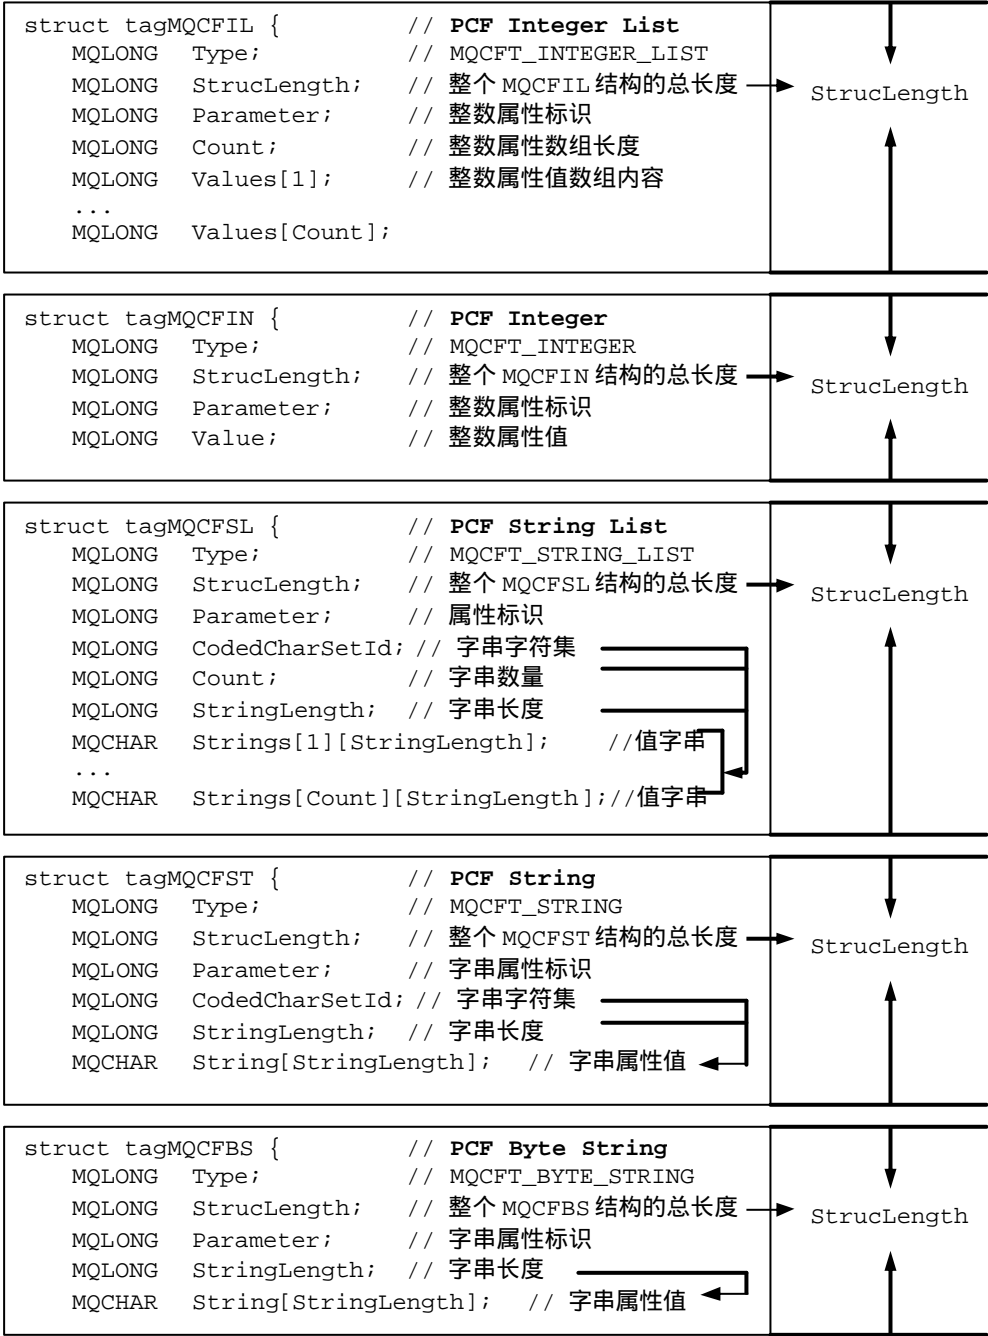 struct tagMQCFIL { // PCF Integer List
MQLONG Type; // MQCFT_INTEGER_LIST
MQLONG StrucLength; // 整个 MQCFIL 结构的总长度
StrucLength
MQLONG Parameter; // 整数属性标识
MQLONG Count; // 整数属性数组长度
MQLONG Values[1]; // 整数属性值数组内容
...
MQLONG Values[Count];
struct tagMQCFIN { // PCF Integer
MQLONG Type; // MQCFT_INTEGER
MQLONG StrucLength; // 整个 MQCFIN 结构的总长度
StrucLength
MQLONG Parameter; // 整数属性标识
MQLONG Value; // 整数属性值
struct tagMQCFSL { // PCF String List
MQLONG Type; // MQCFT_STRING_LIST
MQLONG StrucLength; // 整个 MQCFSL 结构的总长度
StrucLength
MQLONG Parameter; // 属性标识
MQLONG CodedCharSetId; // 字串字符集
MQLONG Count; // 字串数量
MQLONG StringLength; // 字串长度
MQCHAR Strings[1][StringLength]; //值字串
...
MQCHAR Strings[Count][StringLength];//值字串
struct tagMQCFST { // PCF String
MQLONG Type; // MQCFT_STRING
MQLONG StrucLength; // 整个 MQCFST 结构的总长度
StrucLength
MQLONG Parameter; // 字串属性标识
MQLONG CodedCharSetId; // 字串字符集
MQLONG StringLength; // 字串长度
MQCHAR String[StringLength]; // 字串属性值
struct tagMQCFBS { // PCF Byte String
MQLONG Type; // MQCFT_BYTE_STRING
MQLONG StrucLength; // 整个 MQCFBS 结构的总长度
StrucLength
MQLONG Parameter; // 字串属性标识
MQLONG StringLength; // 字串长度
MQCHAR String[StringLength]; // 字串属性值